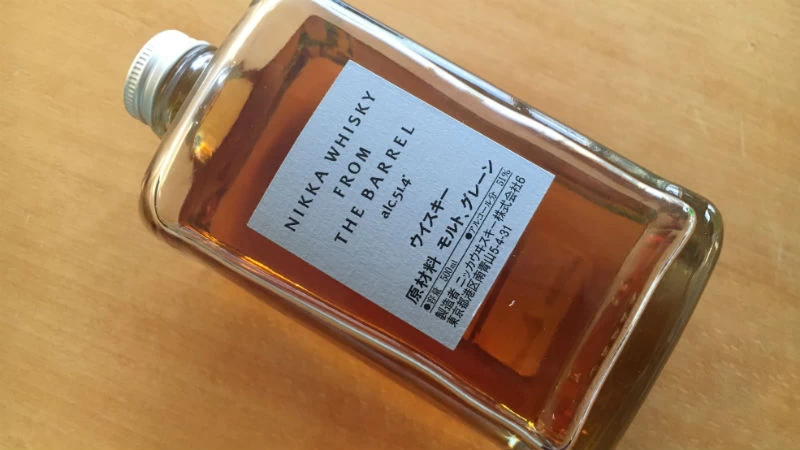 NIKKA WHISKY
FROM
THE BARREL
alc.51.4°
ウイスキー
原材料 モルト、グレーン
●容量 500ml ●アルコール分 51%
製造者 ニッカウヰスキー株式会社6
東京都港区南青山5-4-31